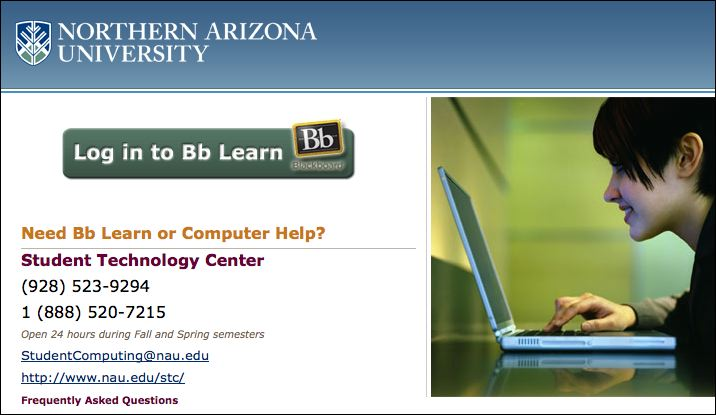 NORTHERN ARIZONA
UNIVERSITY
Log in to Bb Learn
Bb
Blackboard
Need Bb Learn or Computer Help?
Student Technology Center
(928) 523-9294
1 (888) 520-7215
Open 24 hours during Fall and Spring semesters
StudentComputing@nau.edu
http://www.nau.edu/stc/
Frequently Asked Questions